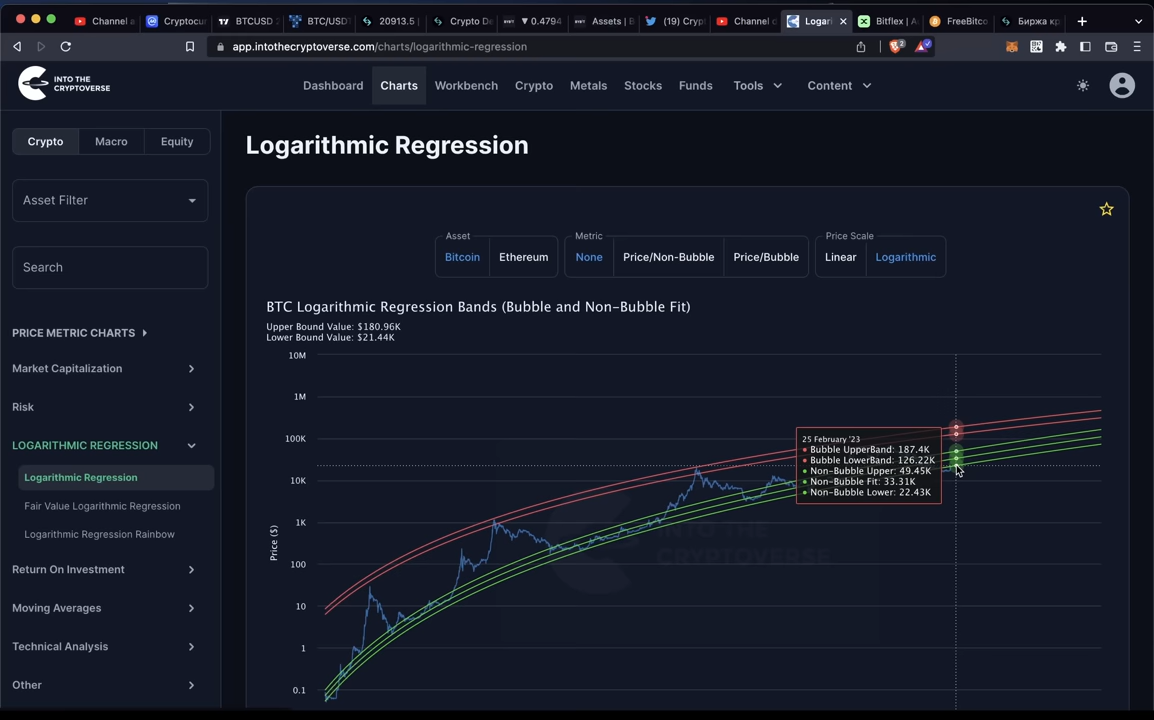 Channel a
Cryptocur
BTCUSD
BTC/USD
20913.5
Crypto De
▼ 0.4794
Assets | B
(19) Cryp
Channel d
Logari
Bitflex | A
FreeBitco
Биржа кр
app.intothecryptoverse.com/charts/logarithmic-regression
2
INTO THE
CRYPTOVERSE
Dashboard
Charts
Workbench
Crypto
Metals
Stocks
Funds
Tools
Content
Crypto
Macro
Equity
Asset Filter
Search
PRICE METRIC CHARTS
Market Capitalization
Risk
LOGARITHMIC REGRESSION
Logarithmic Regression
Fair Value Logarithmic Regression
Logarithmic Regression Rainbow
Return On Investment
Moving Averages
Technical Analysis
Other
Logarithmic Regression
Asset
Bitcoin
Ethereum
Metric
None
Price/Non-Bubble
Price/Bubble
Price Scale
Linear
Logarithmic
BTC Logarithmic Regression Bands (Bubble and Non-Bubble Fit)
Upper Bound Value: $180.96K
Lower Bound Value: $21.44K
10M
1M
100K
10K
1K
100
10
1
0.1
Price ($)
25 February '23
Bubble UpperBand: 187.4K
Bubble LowerBand: 126.22K
Non-Bubble Upper: 49.45K
Non-Bubble Fit: 33.31K
Non-Bubble Lower: 22.43K
INTO THE
CRYPTOVERSE